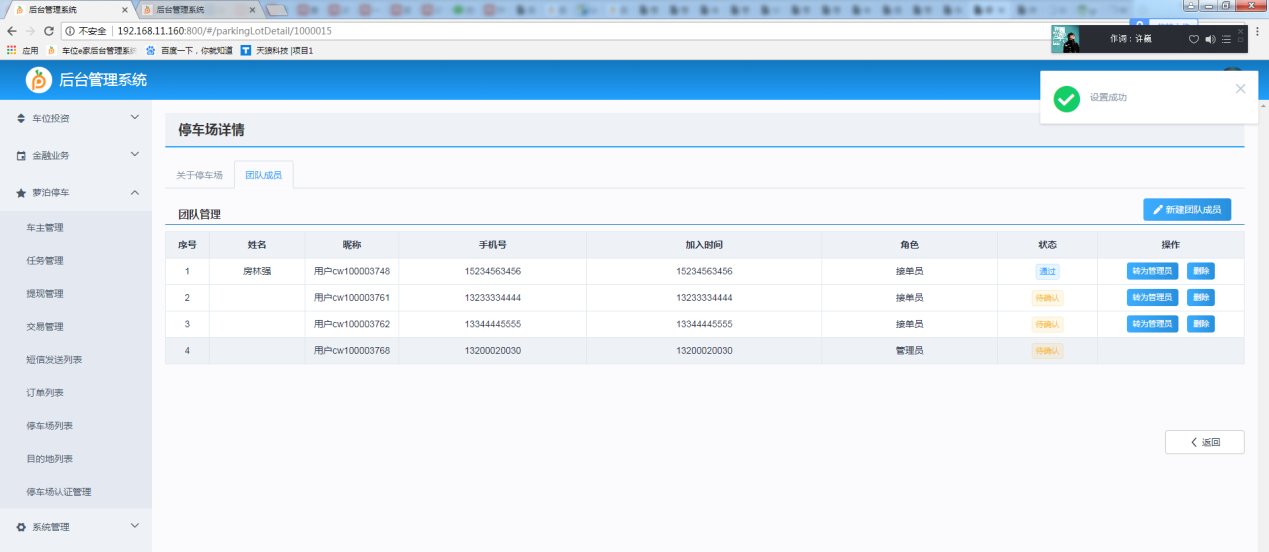 后台管理系统
后台管理系统
不安全 | 192.168.11.160:800/#/parkingLotDetail/1000015
应用 车位e家后台管理系统 百度一下，你就知道 天狼科技 |项目1
作词：许嵩
后台管理系统
设置成功
车位投资
金融业务
萝泊停车
车主管理
任务管理
提现管理
交易管理
短信发送列表
订单列表
停车场列表
目的地列表
停车场认证管理
系统管理
停车场详情
关于停车场 团队成员
团队管理 新建团队成员
序号 姓名 昵称 手机号 加入时间 角色 状态 操作
1 房林强 用户cw100003748 15234563456 15234563456 接单员 通过 转为管理员 删除
2 用户cw100003761 13233334444 13233334444 接单员 待确认 转为管理员 删除
3 用户cw100003762 13344445555 13344445555 接单员 待确认 转为管理员 删除
4 用户cw100003768 13200020030 13200020030 管理员 待确认
返回